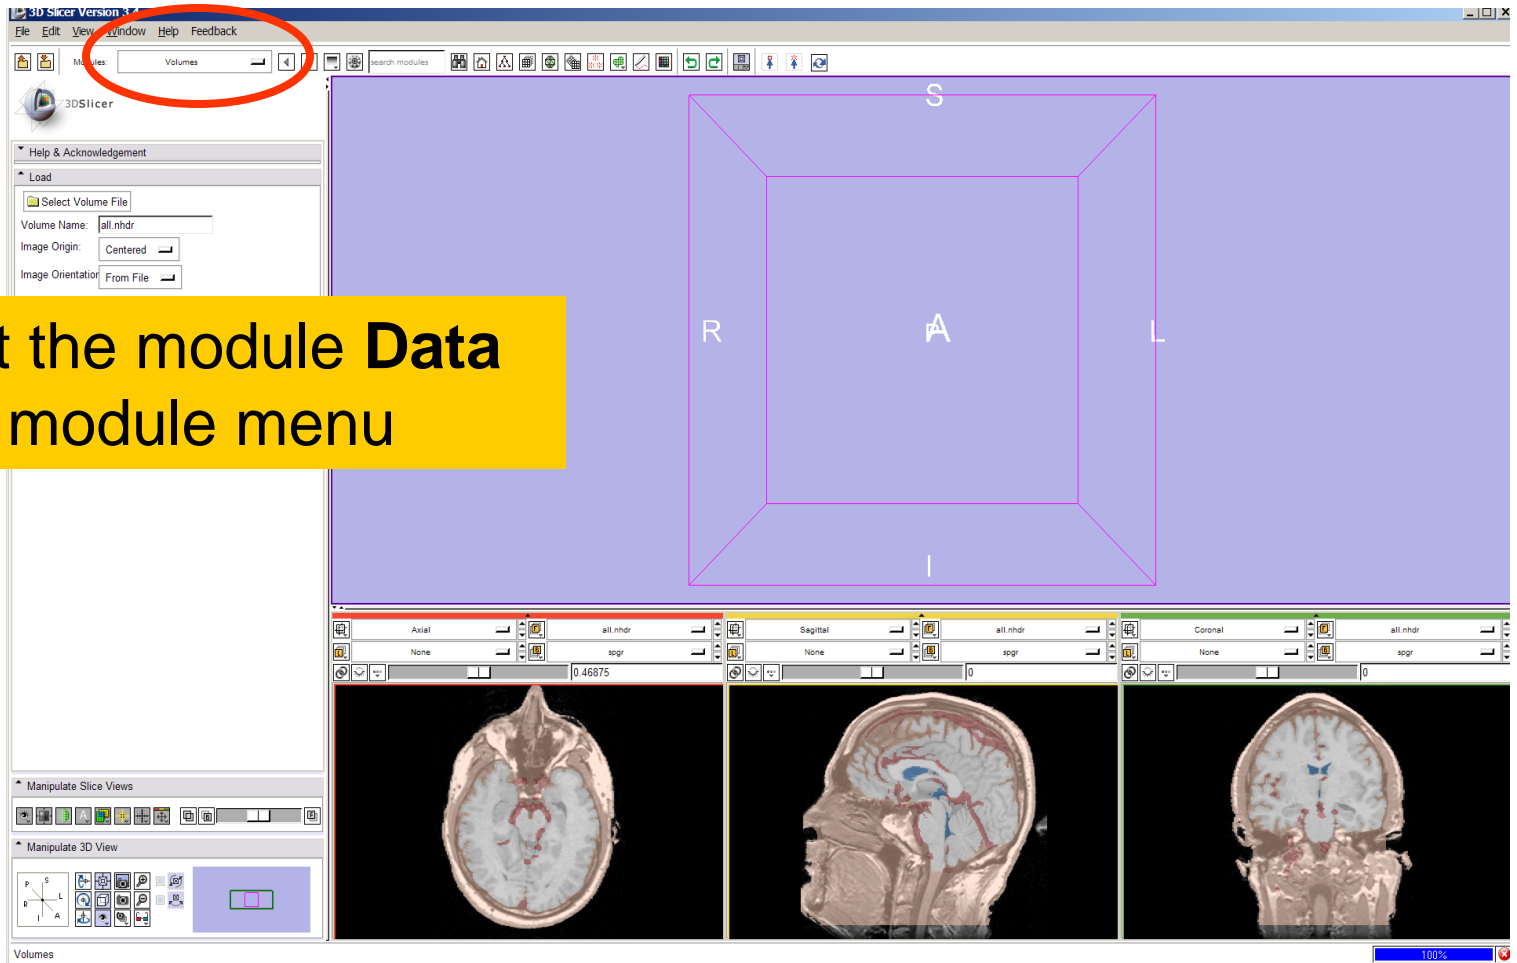 3D Slicer Version 3.4
File Edit View Window Help Feedback
Modules: Volumes search modules
3DSlicer
Help & Acknowledgement
Load
Select Volume File
Volume Name: all.nhdr
Image Origin: Centered
Image Orientation From File
t the module Data
module menu
S
R A P L
I
Axial all.nhdr
None spgr
0.46875
Sagittal all.nhdr
None spgr
0
Coronal all.nhdr
None spgr
0
Manipulate Slice Views
Manipulate 3D View
P S
R L
I A
Volumes
100%